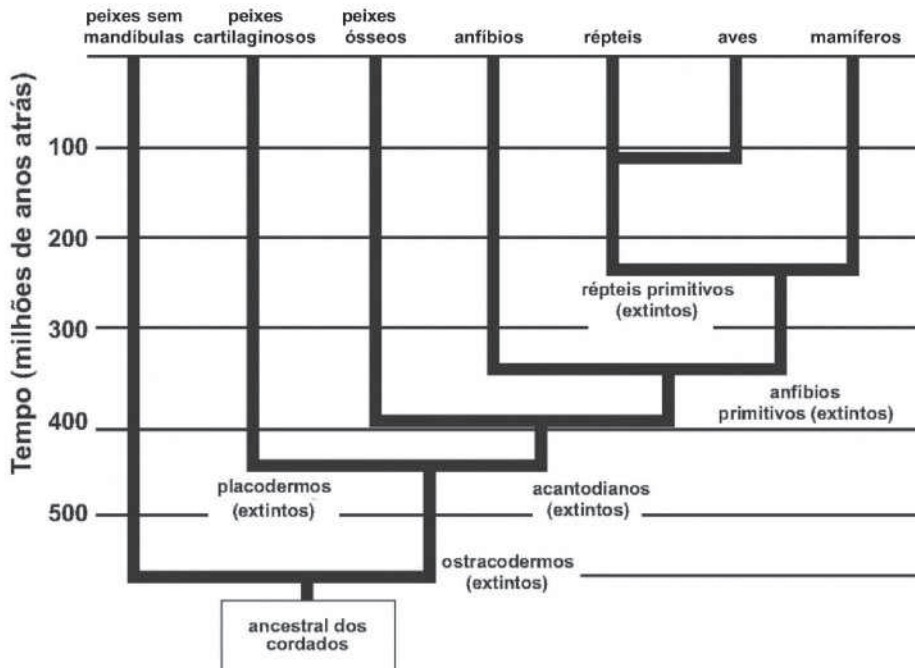 peixes sem
mandíbulas
peixes
cartilaginosos
peixes
ósseos
anfíbios
répteis
aves
mamíferos
Tempo (milhões de anos atrás)
100
200
répteis primitivos
(extintos)
300
anfíbios
primitivos (extintos)
400
placodermos
(extintos)
acantodianos
(extintos)
500
ostracodermos
(extintos)
ancestral dos
cordados